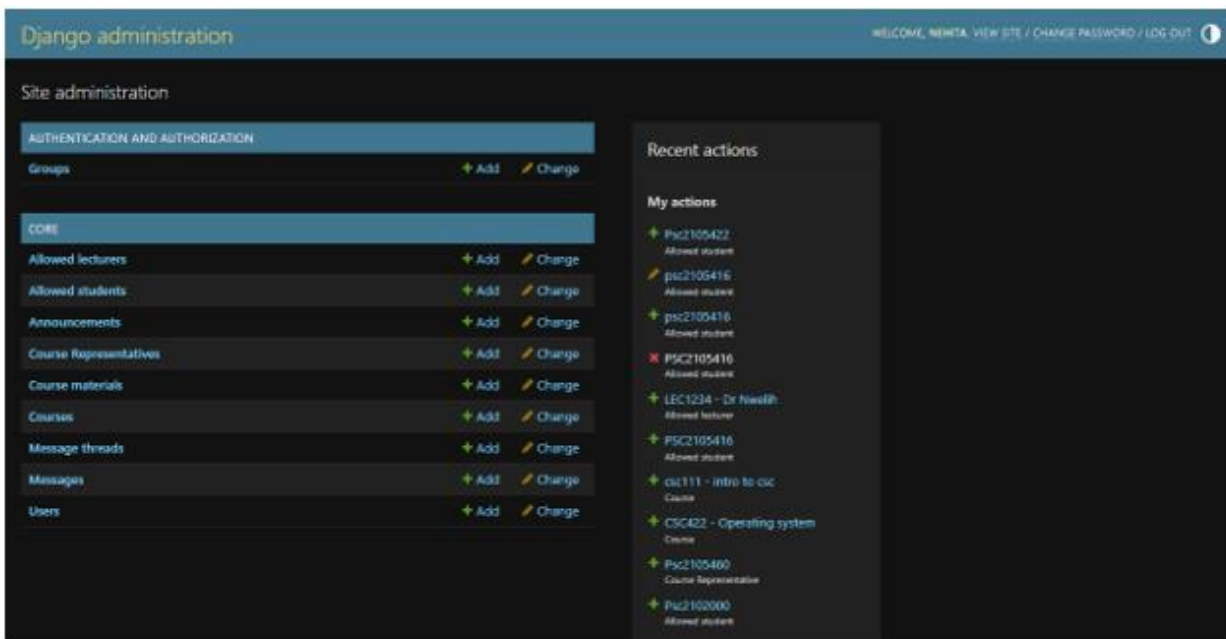 Django administration
WELCOME, NEHITA. VIEW SITE / CHANGE PASSWORD / LOG OUT
Site administration
AUTHENTICATION AND AUTHORIZATION
Groups + Add Change
CORE
Allowed lecturers + Add Change
Allowed students + Add Change
Announcements + Add Change
Course Representatives + Add Change
Course materials + Add Change
Courses + Add Change
Message threads + Add Change
Messages + Add Change
Users + Add Change
Recent actions
My actions
+ Psc2105422
Allowed student
psc2105416
Allowed student
+ psc2105416
Allowed student
PSC2105416
Allowed student
+ LEC1234 - Dr Nwelih
Allowed lecturer
+ PSC2105416
Allowed student
+ csc111 - intro to csc
Course
+ CSC422 - Operating system
Course
+ Psc2105460
Course Representative
+ Psc2102000
Allowed student